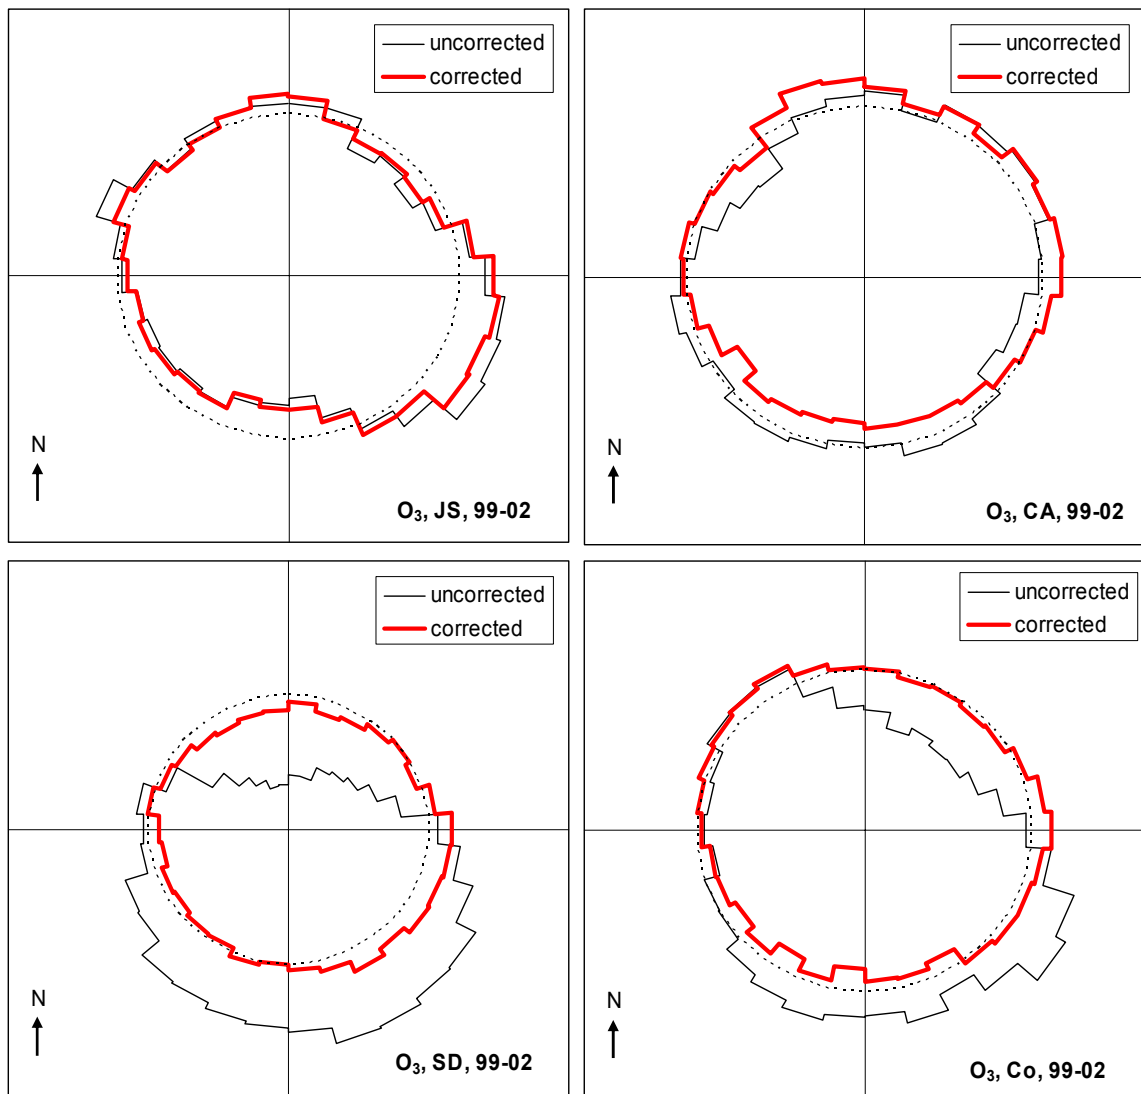 uncorrected
corrected
N
O₃, JS, 99-02
uncorrected
corrected
N
O₃, CA, 99-02
uncorrected
corrected
N
O₃, SD, 99-02
uncorrected
corrected
N
O₃, Co, 99-02